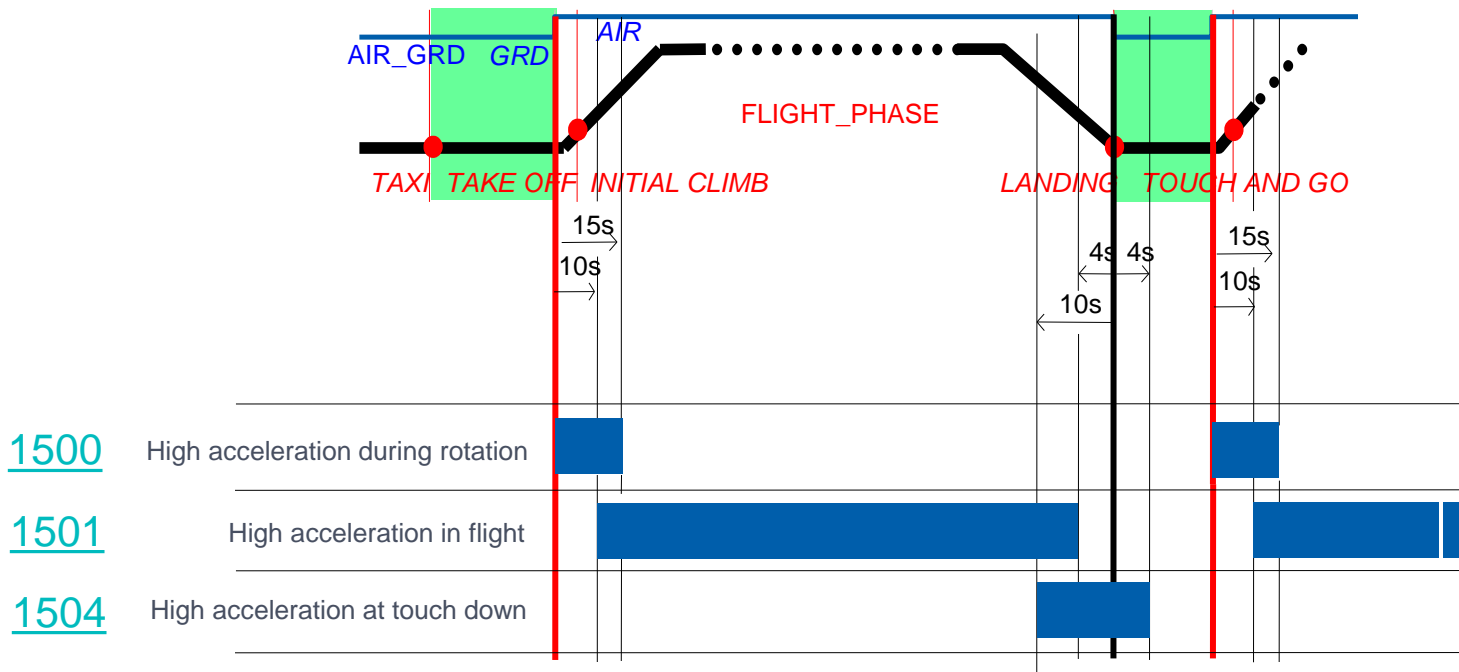 AIR
AIR_GRD GRD
FLIGHT_PHASE
TAXI TAKE OFF INITIAL CLIMB LANDING TOUCH AND GO
15s 15s
4s 4s
10s 10s
10s
1500 High acceleration during rotation
1501 High acceleration in flight
1504 High acceleration at touch down